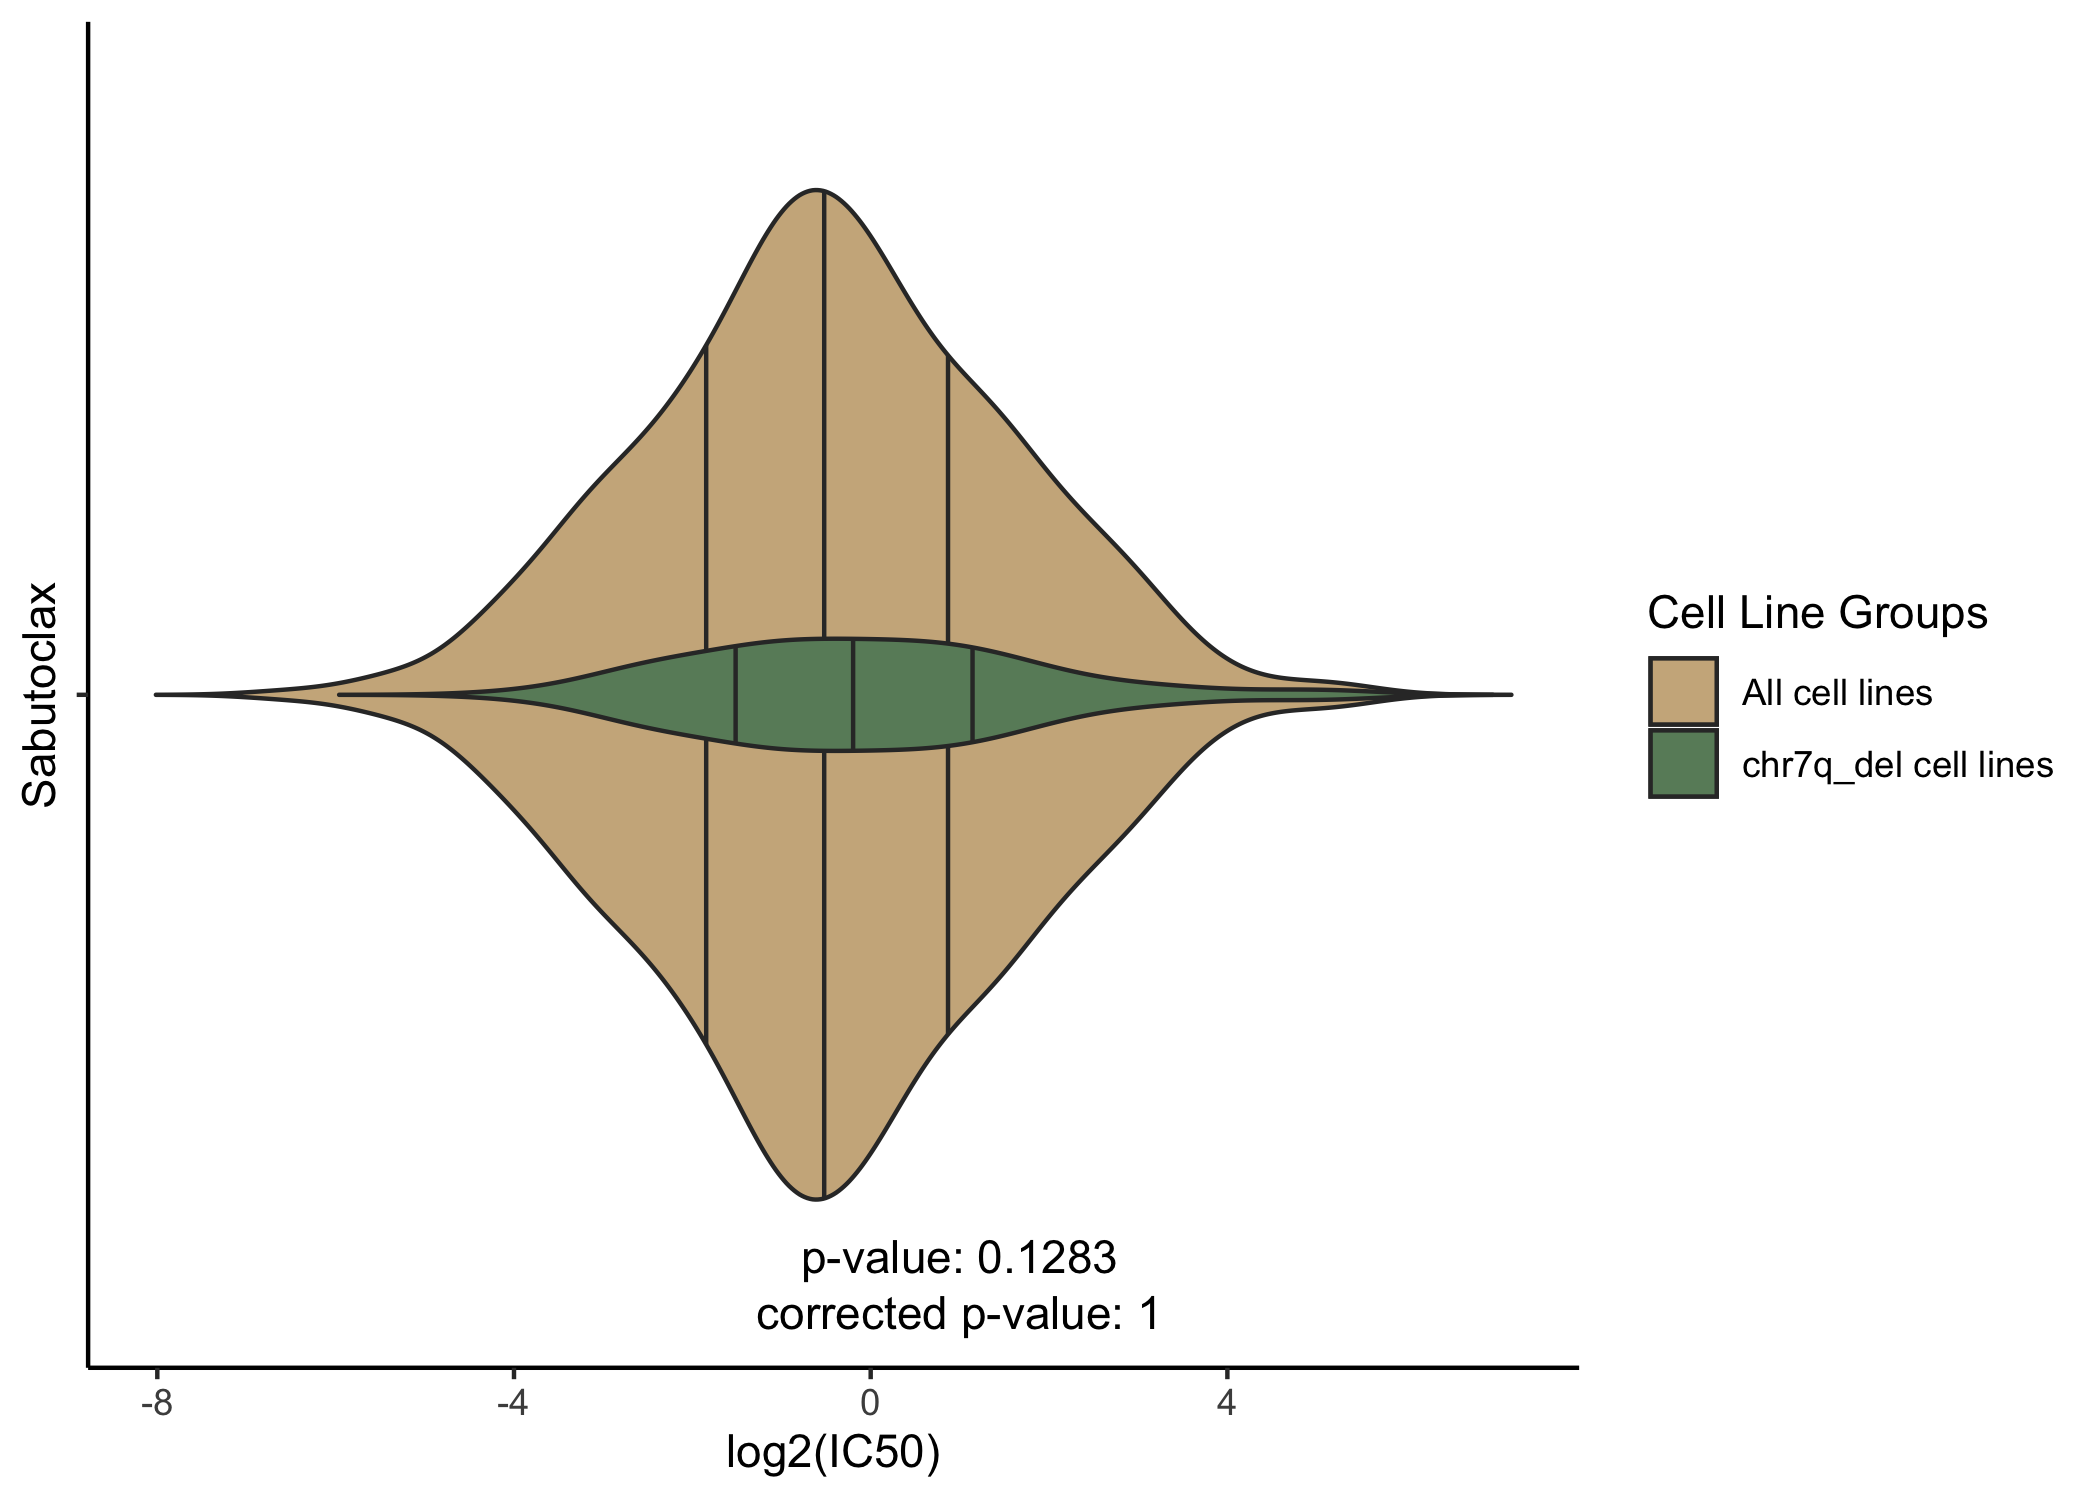 Sabutoclax
p-value: 0.1283
corrected p-value: 1
-8
-4
0
4
log2(IC50)
Cell Line Groups
All cell lines
chr7q_del cell lines